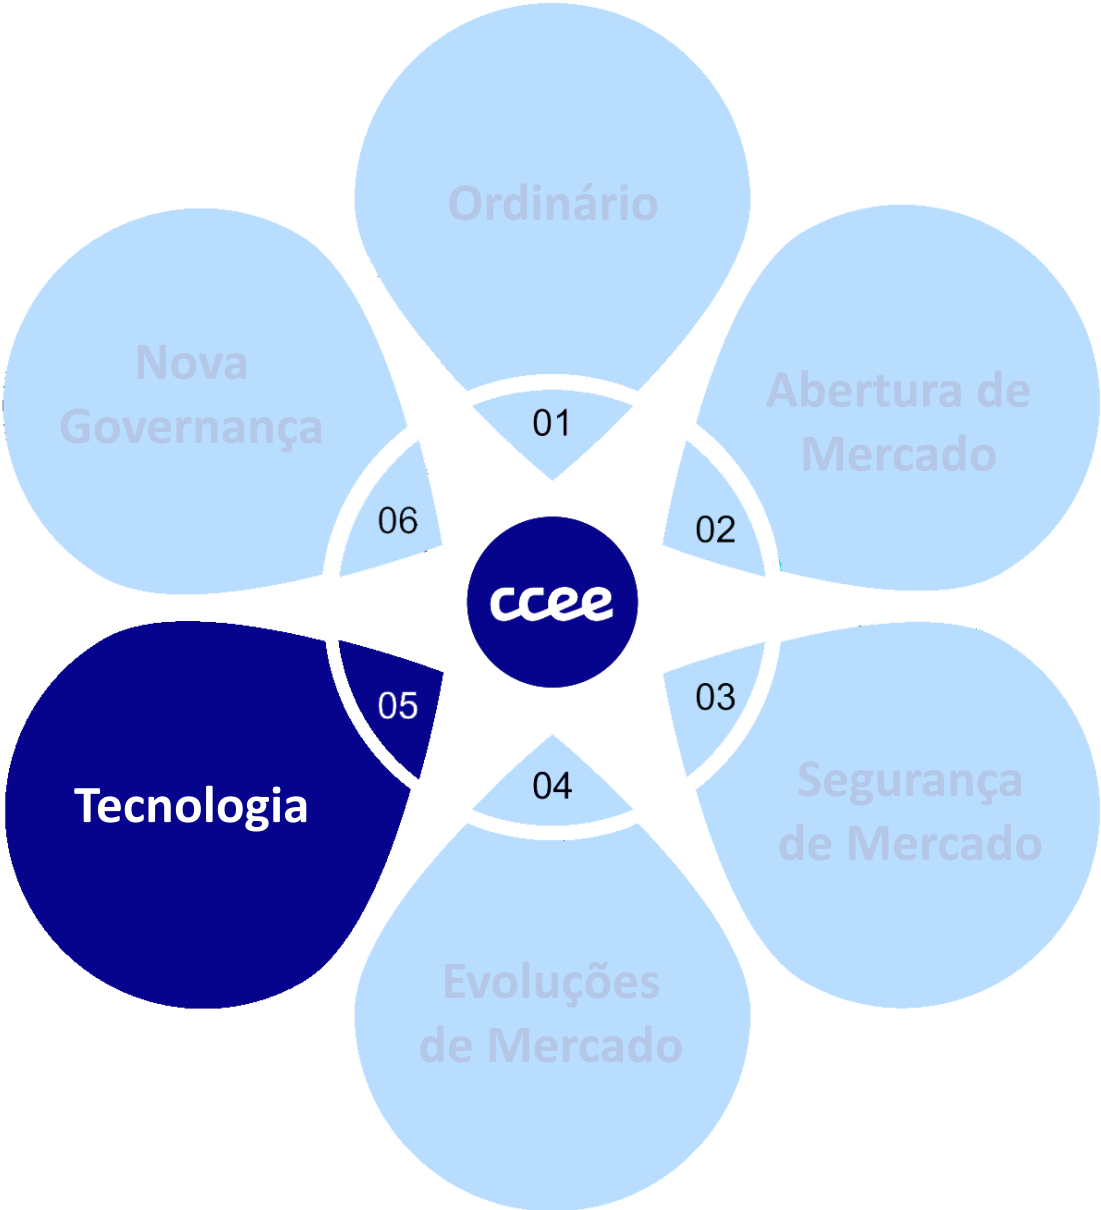 Ordinário
01
Abertura de
Mercado
02
03
Segurança
de Mercado
04
Evoluções
de Mercado
05
Tecnologia
06
Nova
Governança
ccee